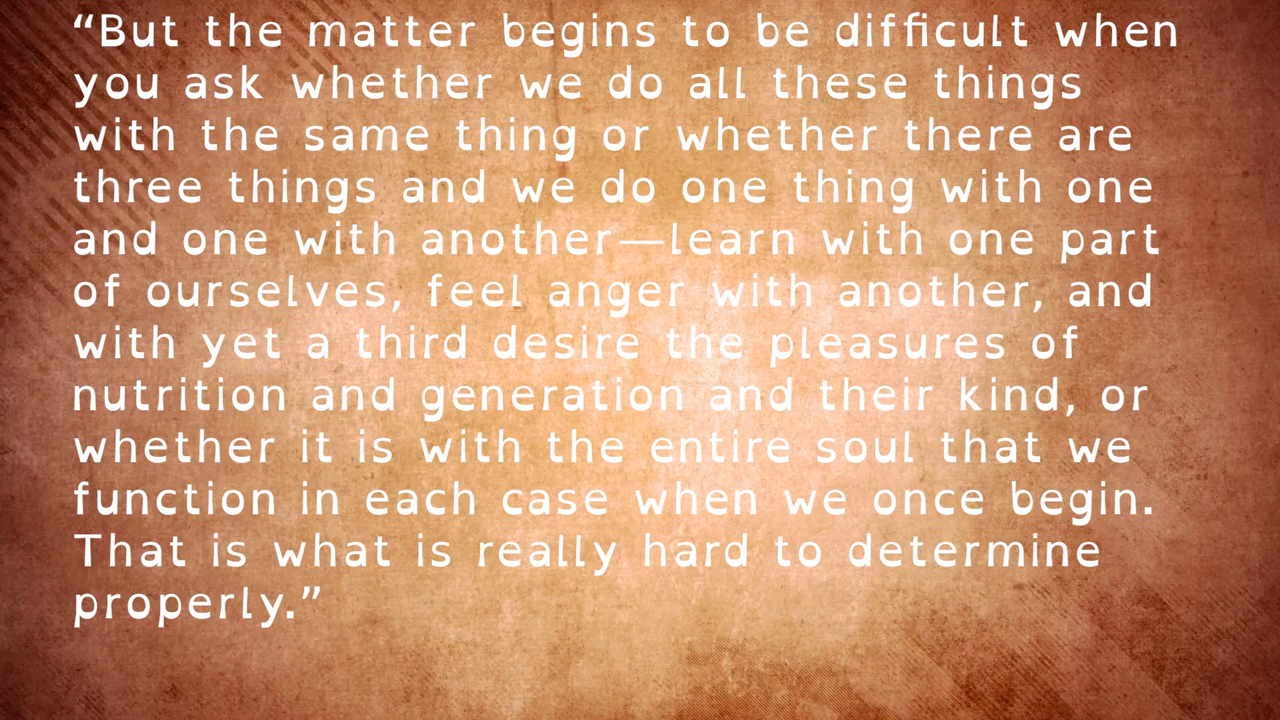 “But the matter begins to be difficult when
you ask whether we do all these things
with the same thing or whether there are
three things and we do one thing with one
and one with another—learn with one part
of ourselves, feel anger with another, and
with yet a third desire the pleasures of
nutrition and generation and their kind, or
whether it is with the entire soul that we
function in each case when we once begin.
That is what is really hard to determine
properly.”